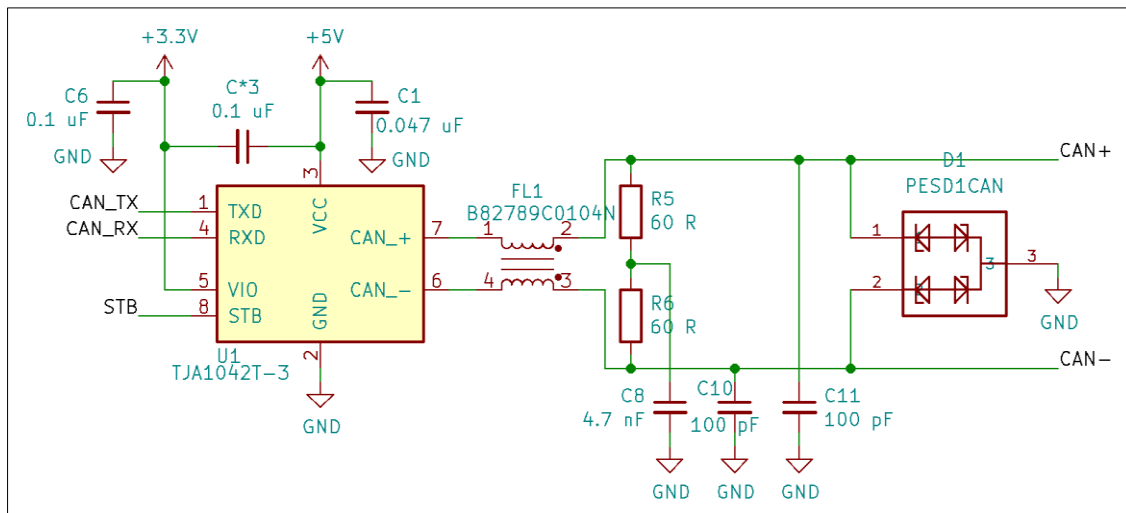 +3.3V
+5V
C6
0.1 uF
GND
C*3
0.1 uF
C1
0.047 uF
GND
CAN_TX
CAN_RX
STB
1
4
5
8
TXD
RXD
VIO
STB
3
VCC
GND
2
CAN_+
CAN_-
7
6
U1
TJA1042T-3
GND
FL1
B82789C0104N
1
2
4
3
R5
60 R
R6
60 R
C8
4.7 nF
GND
C10
100 pF
GND
C11
100 pF
GND
CAN+
D1
PESD1CAN
1
2
3
3
GND
CAN-